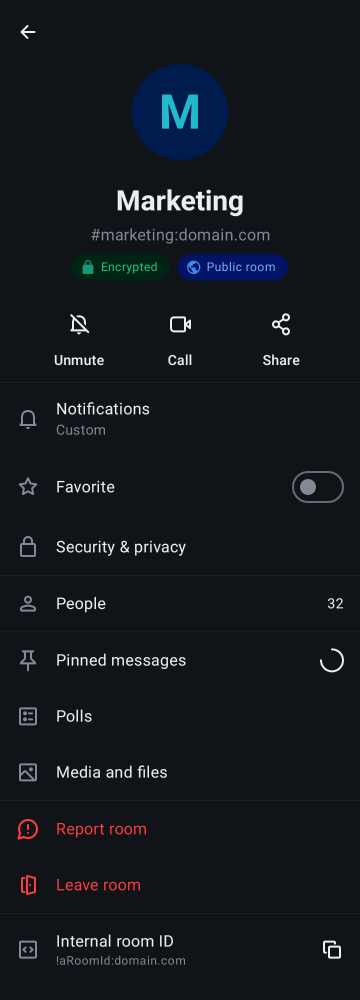 M
Marketing
#marketing:domain.com
Encrypted Public room
Unmute Call Share
Notifications
Custom
Favorite
Security & privacy
People 32
Pinned messages
Polls
Media and files
Report room
Leave room
Internal room ID
!aRoomId:domain.com